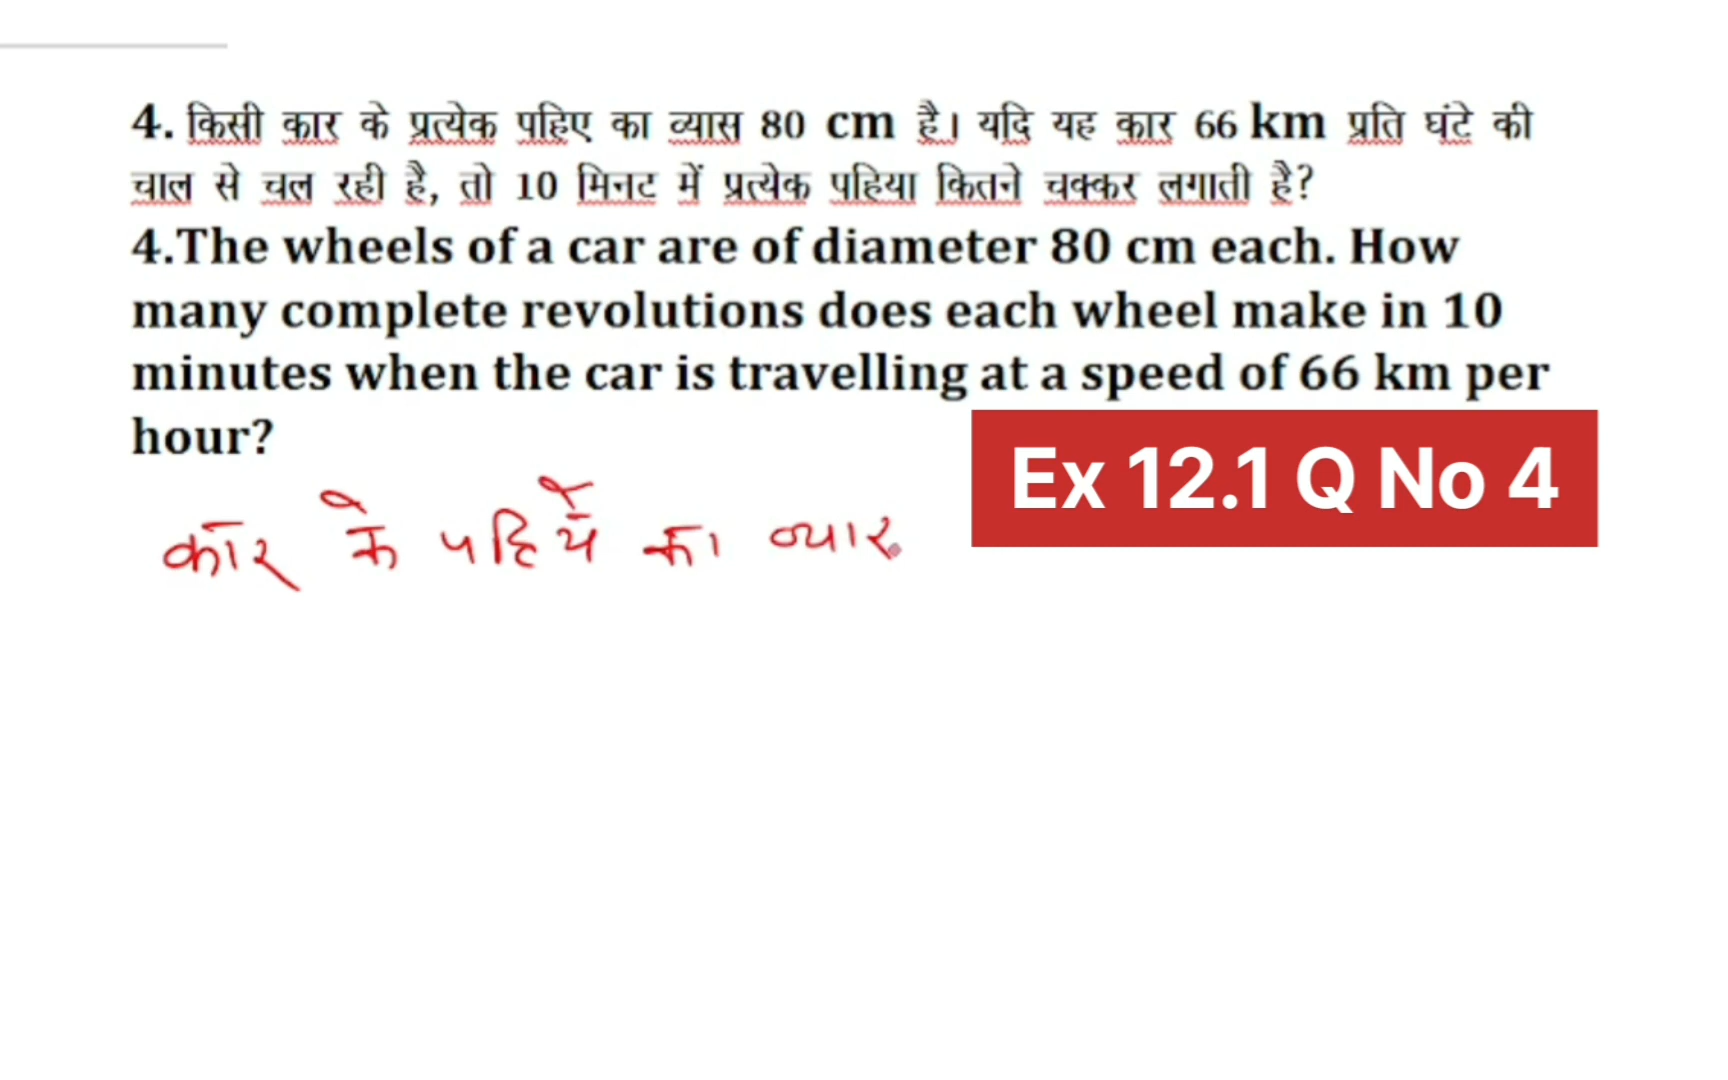 4. किसी कार के प्रत्येक पहिए का व्यास 80 cm है। यदि यह कार 66 km प्रति घंटे की
चाल से चल रही है, तो 10 मिनट में प्रत्येक पहिया कितने चक्कर लगाती है?
4.The wheels of a car are of diameter 80 cm each. How
many complete revolutions does each wheel make in 10
minutes when the car is travelling at a speed of 66 km per
hour?
Ex 12.1 Q No 4
कार के पहिये का व्यार